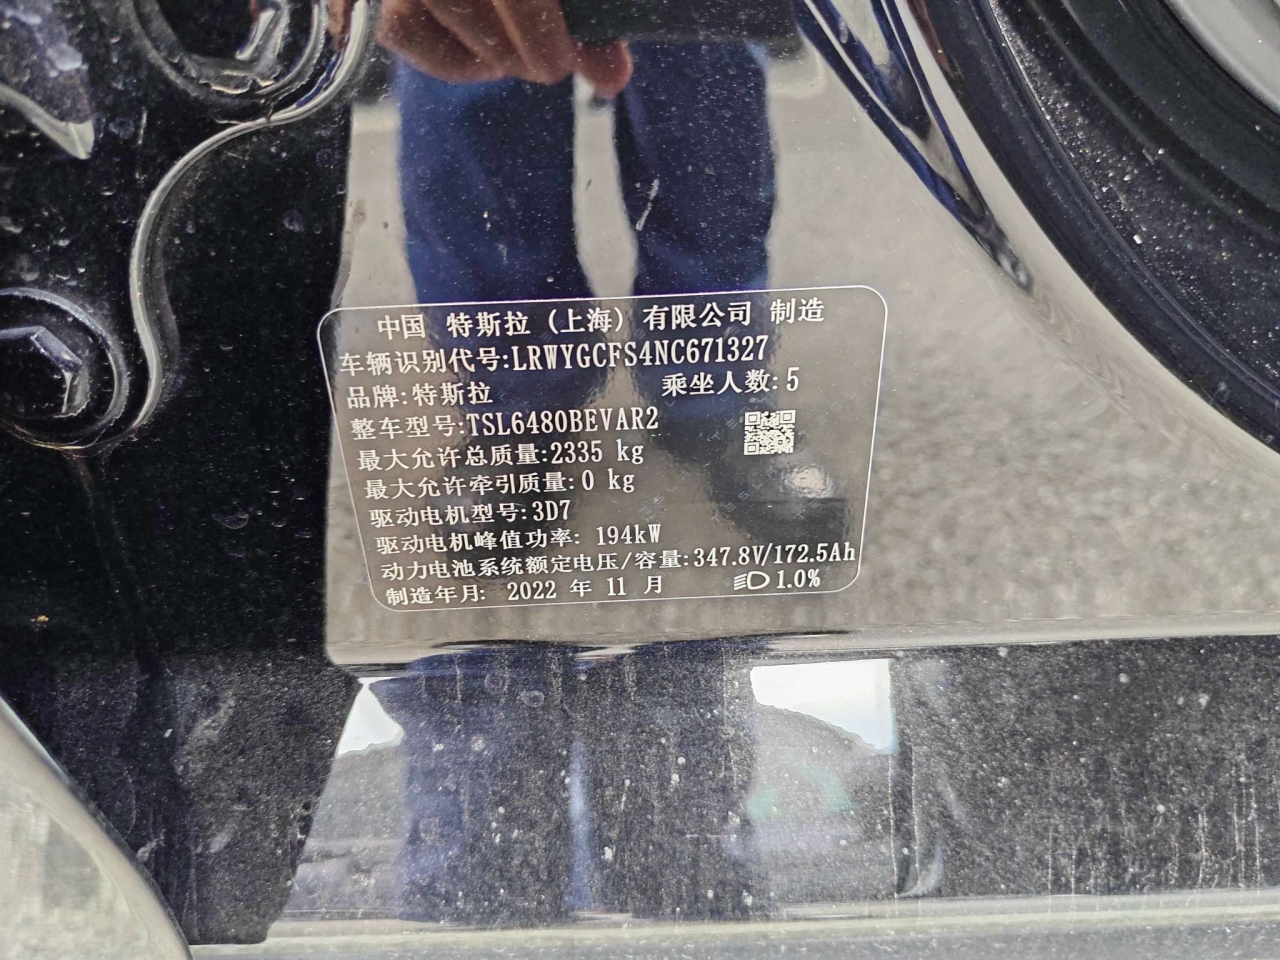 中国 特斯拉（上海）有限公司 制造
车辆识别代号:LRWYGCFS4NC671327
品牌:特斯拉 乘坐人数:5
整车型号:TSL6480BEVAR2
最大允许总质量:2335 kg
最大允许牵引质量:0 kg
驱动电机型号:3D7
驱动电机峰值功率: 194kW
动力电池系统额定电压/容量:347.8V/172.5Ah
制造年月: 2022 年 11 月 1.0%